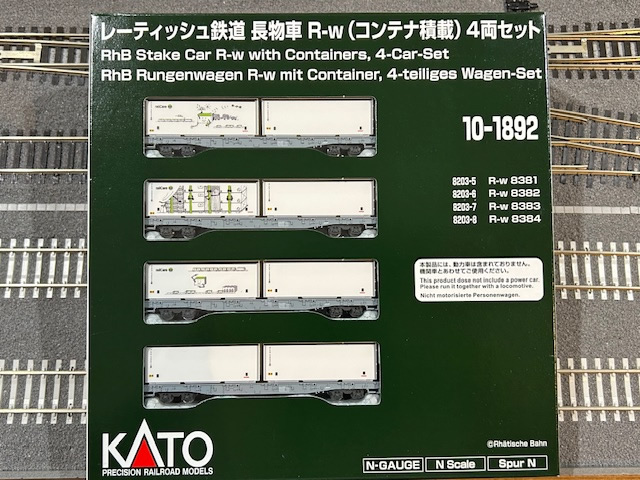 レーティッシュ鉄道 長物車 R-w (コンテナ積載) 4両セット
RhB Stake Car R-w with Containers, 4-Car-Set
RhB Rungenwagen R-w mit Container, 4-teiliges Wagen-Set
10-1892
8203-5 R-w 8381
8203-6 R-w 8382
8203-7 R-w 8383
8203-8 R-w 8384
本製品には、動力車は含まれておりません。
機関車とあわせてご使用ください。
This product dose not include a power car.
Please run it together with a locomotive.
Nicht motorisierte Personenwagen.
railCare
railCare
railCare
KATO
PRECISION RAILROAD MODELS
©Rhätische Bahn
N-GAUGE N Scale Spur N